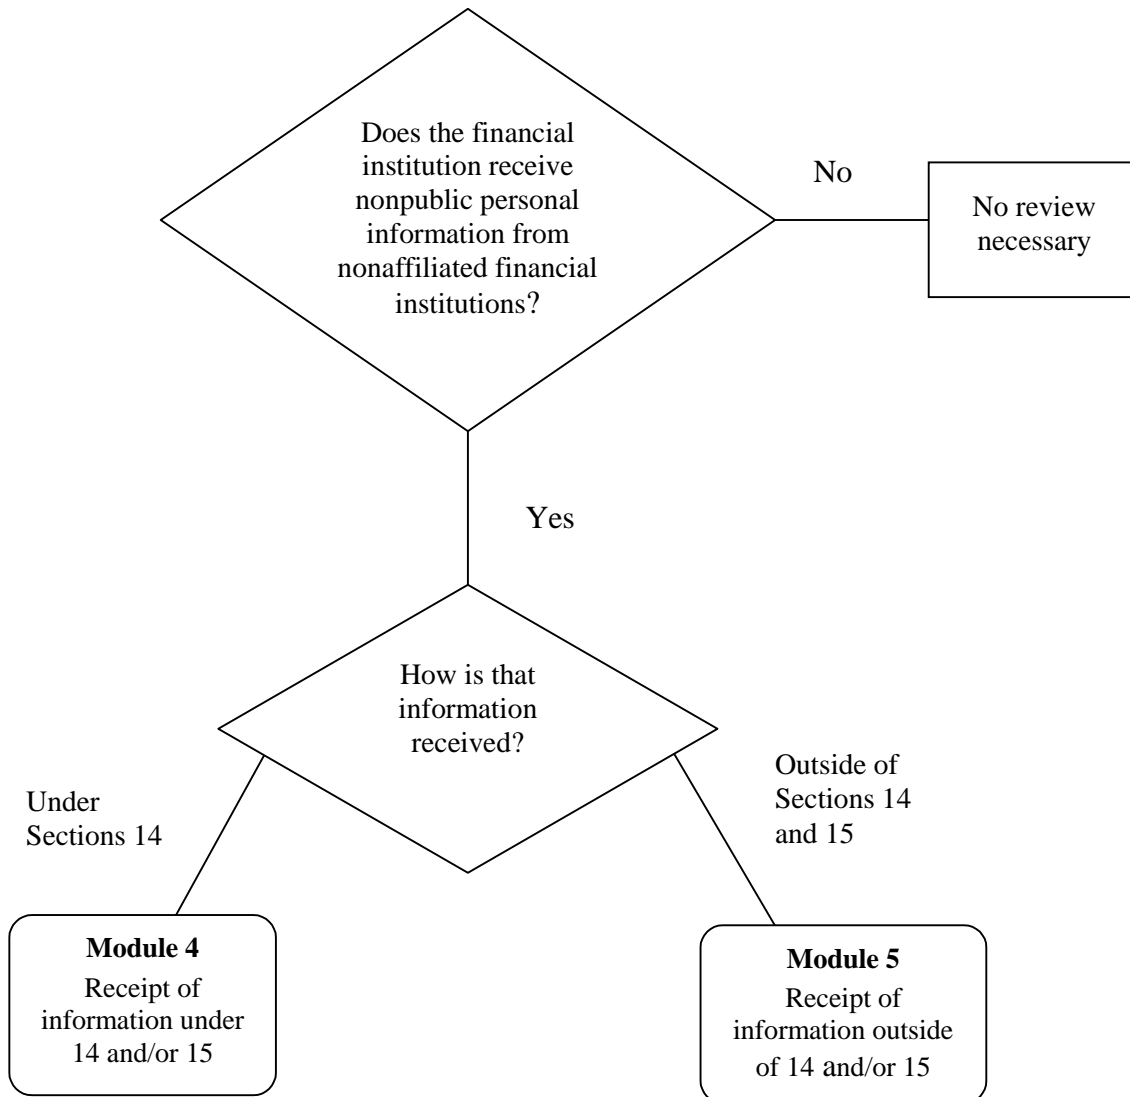 Does the financial
institution receive
nonpublic personal
information from
nonaffiliated financial
institutions?
No
No review
necessary
Yes
How is that
information
received?
Under
Sections 14
Outside of
Sections 14
and 15
Module 4
Receipt of
information under
14 and/or 15
Module 5
Receipt of
information outside
of 14 and/or 15